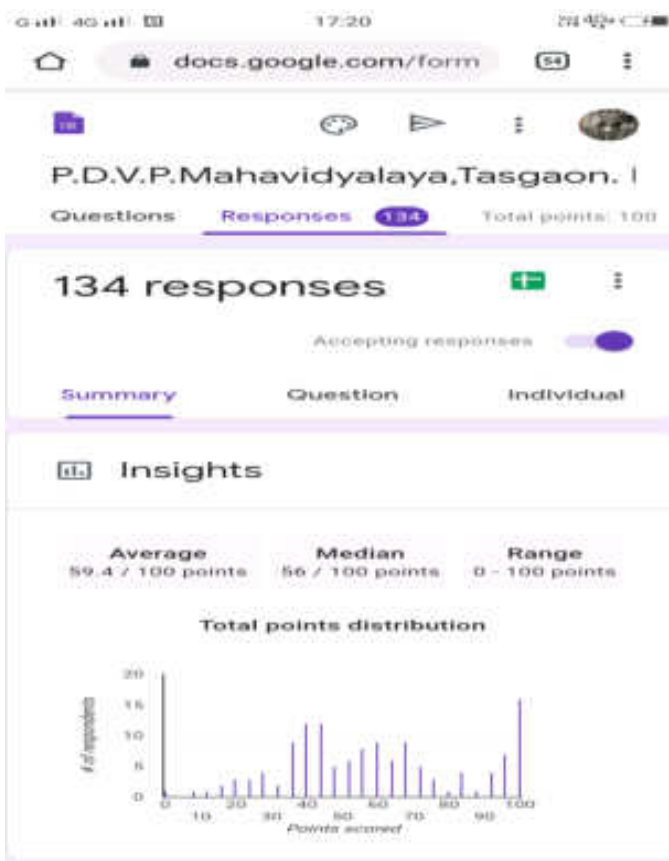 17:20
docs.google.com/form
54
P.D.V.P.Mahavidyalaya,Tasgaon.
Questions Responses 134 Total points: 100
134 responses
Accepting responses
Summary Question Individual
Insights
Average Median Range
59.4 / 100 points 56 / 100 points 0 - 100 points
Total points distribution
# of respondents
20
15
10
5
0
0 20 40 60 80 100
10 30 50 70 90
Points scored